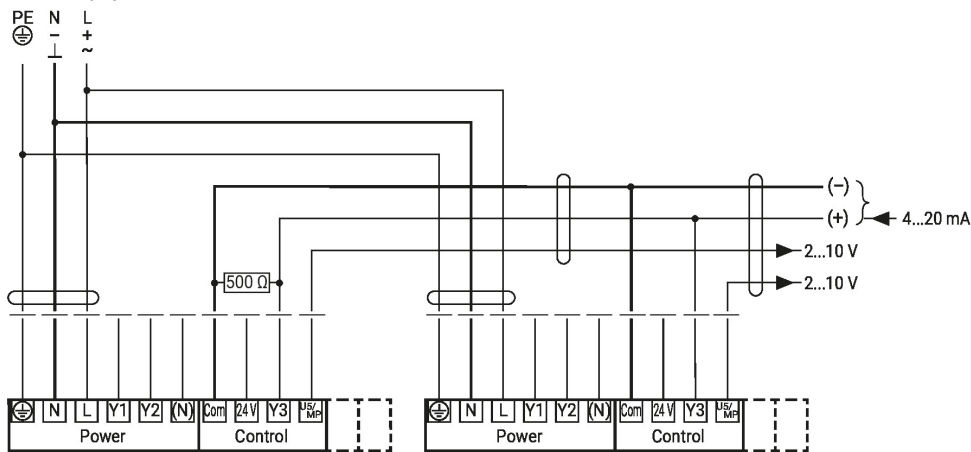 PE N L
– +
⊥ ~
(–)
(+)
4...20 mA
2...10 V
500 Ω
2...10 V
N L Y1 Y2 (N) Com 24 V Y3 U5/MP
Power Control
N L Y1 Y2 (N) Com 24 V Y3 U5/MP
Power Control